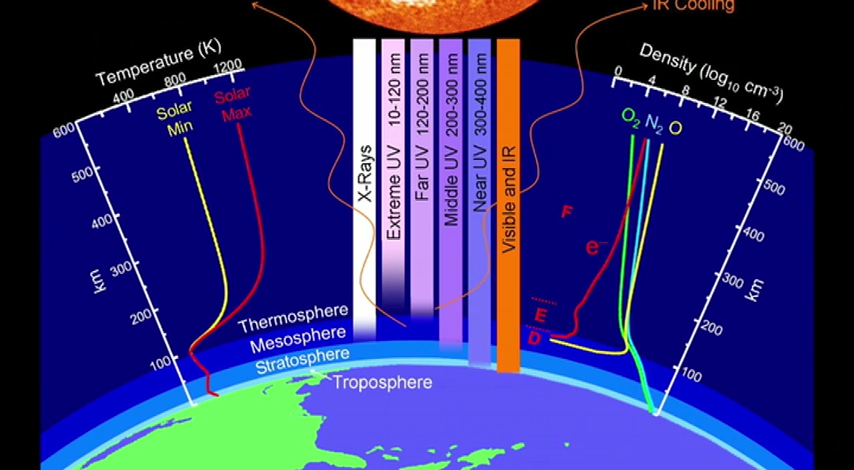 IR Cooling
Temperature (K)
400
800
1200
Solar
Min
Solar
Max
600
500
400
300
200
100
km
X-Rays
Extreme UV 10-120 nm
Far UV 120-200 nm
Middle UV 200-300 nm
Near UV 300-400 nm
Visible and IR
Thermosphere
Mesosphere
Stratosphere
Troposphere
Density (log10 cm-3)
0
4
8
12
16
20
O2 N2 O
F
e−
E
D
600
500
400
300
200
100
km